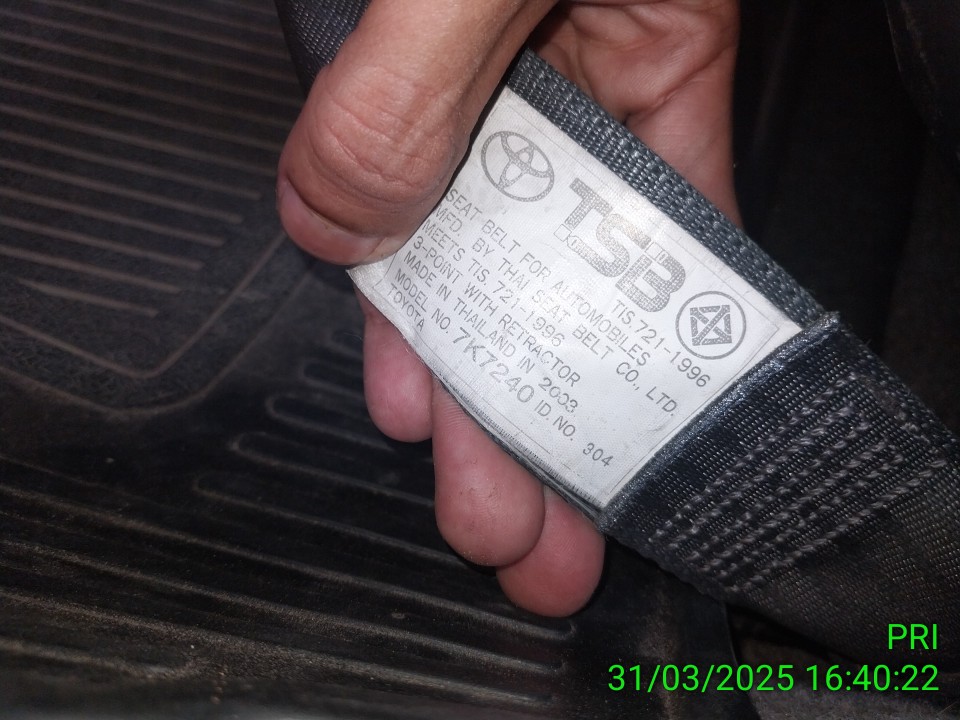 TSB
SEAT BELT FOR AUTOMOBILES TIS.721-1996
MFD. BY THAI SEAT BELT CO., LTD.
MEETS TIS. 721-1996
3-POINT WITH RETRACTOR
MADE IN THAILAND IN 2003
MODEL NO. 7K7240 ID. NO. 304
TOYOTA
PRI
31/03/2025 16:40:22